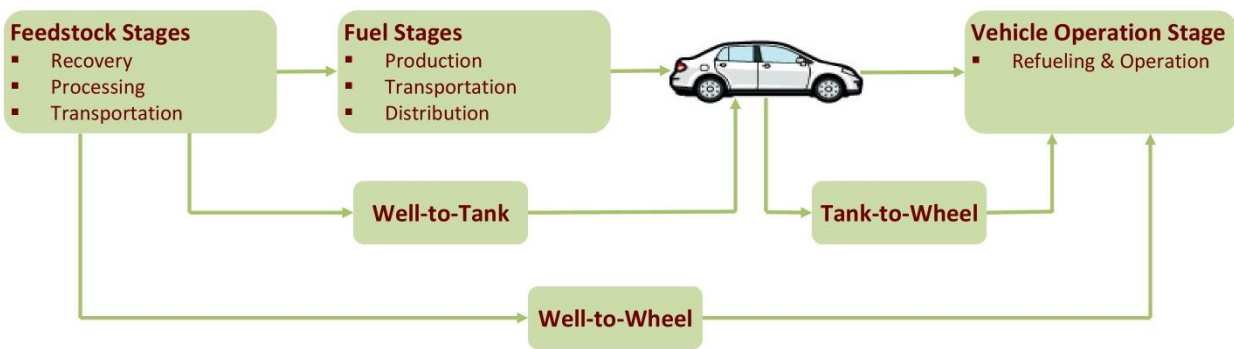 Feedstock Stages
▪ Recovery
▪ Processing
▪ Transportation
Fuel Stages
▪ Production
▪ Transportation
▪ Distribution
Vehicle Operation Stage
▪ Refueling & Operation
Well-to-Tank
Tank-to-Wheel
Well-to-Wheel